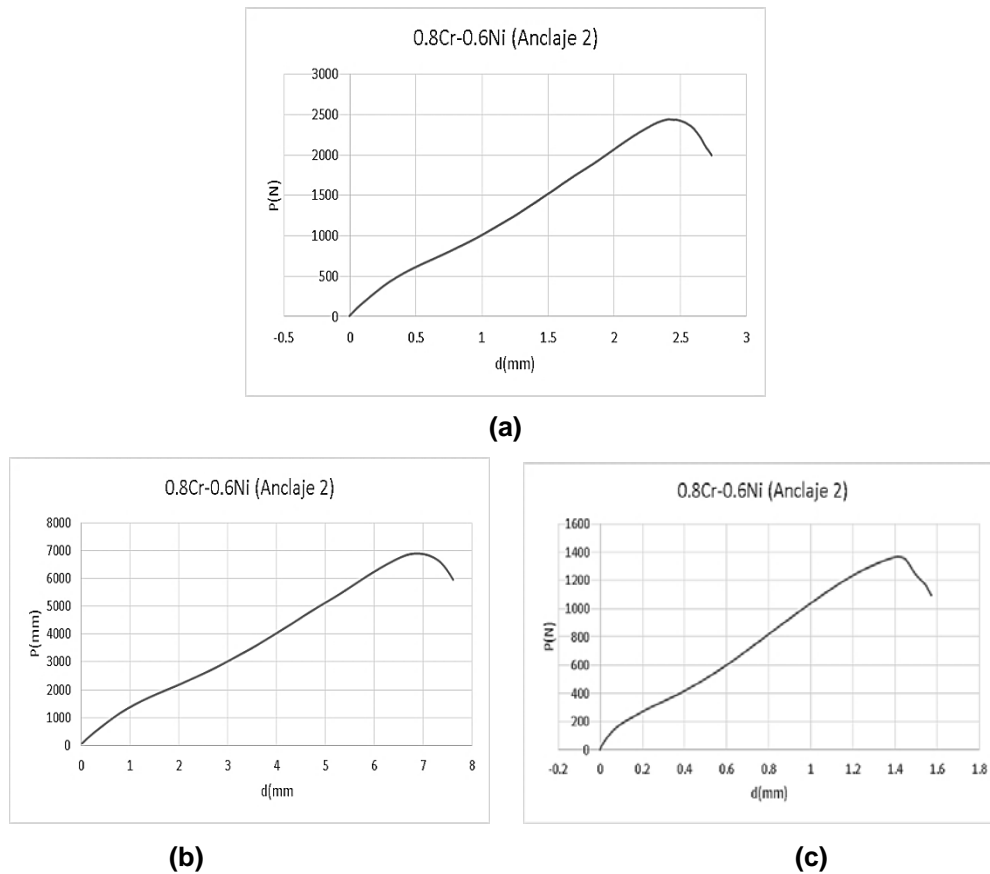 0.8Cr-0.6Ni (Anclaje 2)
3000
2500
2000
1500
1000
500
0
P(N)
-0.5 0 0.5 1 1.5 2 2.5 3
d(mm)
(a)
0.8Cr-0.6Ni (Anclaje 2)
8000
7000
6000
5000
4000
3000
2000
1000
0
P(mm)
0 1 2 3 4 5 6 7 8
d(mm
(b)
0.8Cr-0.6Ni (Anclaje 2)
1600
1400
1200
1000
800
600
400
200
0
P(N)
-0.2 0 0.2 0.4 0.6 0.8 1 1.2 1.4 1.6 1.8
d(mm)
(c)